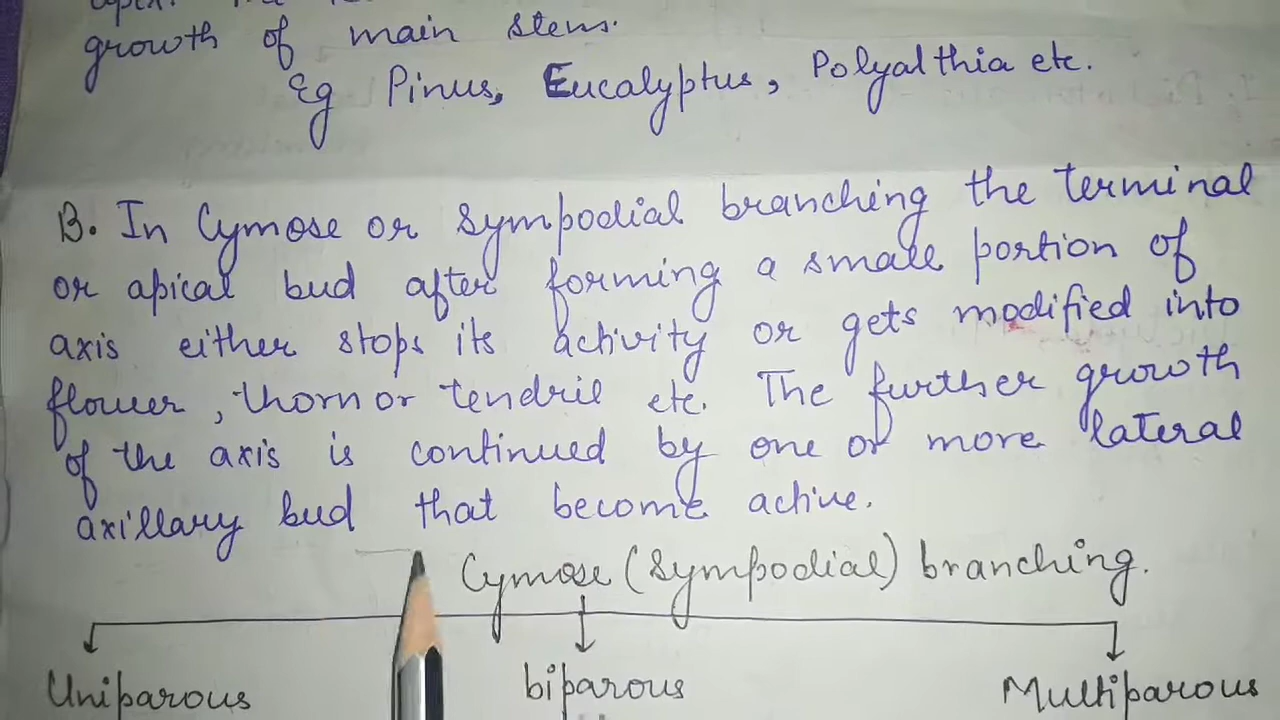 growth of main stem.
Eg Pinus, Eucalyptus, Polyalthia etc.
B. In Cymose or Sympodial branching the terminal
or apical bud after forming a small portion of
axis either stops its activity or gets modified into
flower, thorn or tendril etc. The further growth
of the axis is continued by one or more lateral
axillary bud that become active.
Cymose (Sympodial) branching.
Uniparous biparous Multiparous